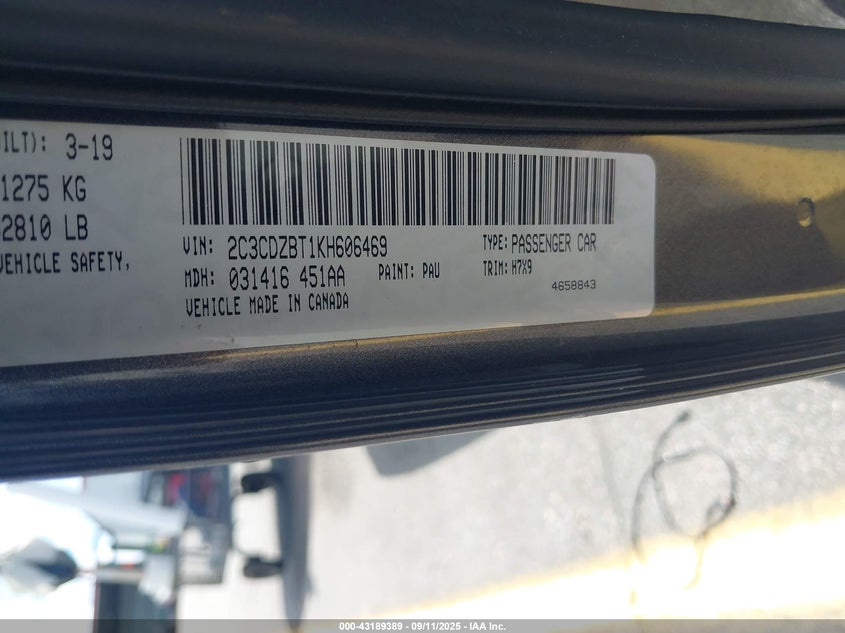 BILT): 3-19
1275 KG
2810 LB
VEHICLE SAFETY,
VIN: 2C3CDZBT1KH606469
TYPE: PASSENGER CAR
MDH: 031416 451AA
PAINT: PAU
TRIM: H7X9
VEHICLE MADE IN CANADA
4658843
000-43189389 - 09/11/2025 - IAA Inc.